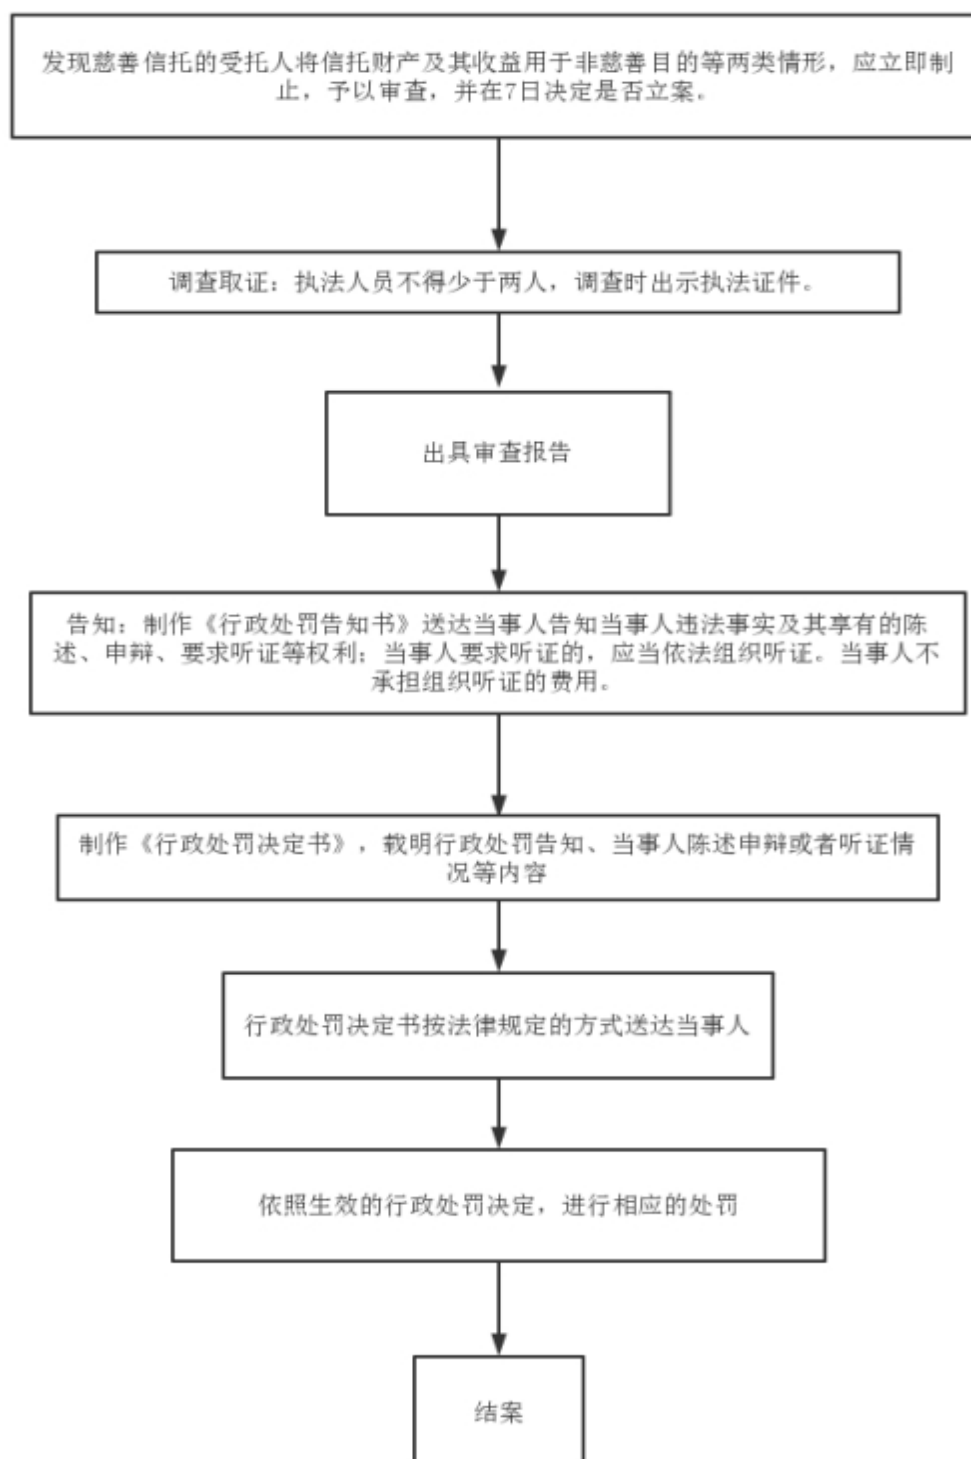 发现慈善信托的受托人将信托财产及其收益用于非慈善目的等两类情形，应立即制
止，予以审查，并在7日决定是否立案。
调查取证：执法人员不得少于两人，调查时出示执法证件。
出具审查报告
告知：制作《行政处罚告知书》送达当事人告知当事人违法事实及其享有的陈
述、申辩、要求听证等权利；当事人要求听证的，应当依法组织听证。当事人不
承担组织听证的费用。
制作《行政处罚决定书》，载明行政处罚告知、当事人陈述申辩或者听证情
况等内容
行政处罚决定书按法律规定的方式送达当事人
依照生效的行政处罚决定，进行相应的处罚
结案